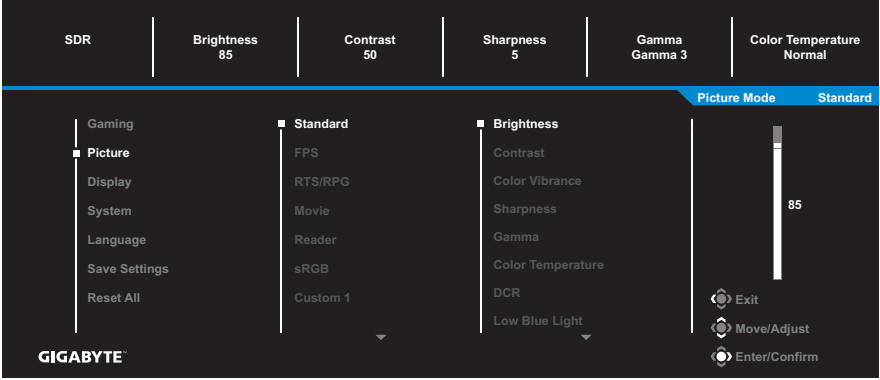 SDR
Brightness
85
Contrast
50
Sharpness
5
Gamma
Gamma 3
Color Temperature
Normal
Picture Mode Standard
Gaming
Picture
Display
System
Language
Save Settings
Reset All
Standard
FPS
RTS/RPG
Movie
Reader
sRGB
Custom 1
Brightness
Contrast
Color Vibrance
Sharpness
Gamma
Color Temperature
DCR
Low Blue Light
85
Exit
Move/Adjust
Enter/Confirm
GIGABYTE™